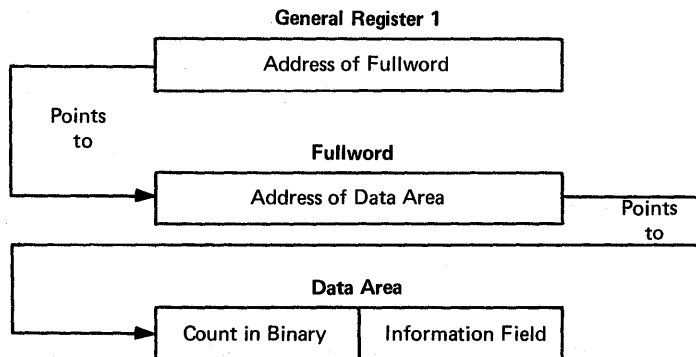 General Register 1
Address of Fullword
Points
to
Fullword
Address of Data Area
Points
to
Data Area
Count in Binary
Information Field